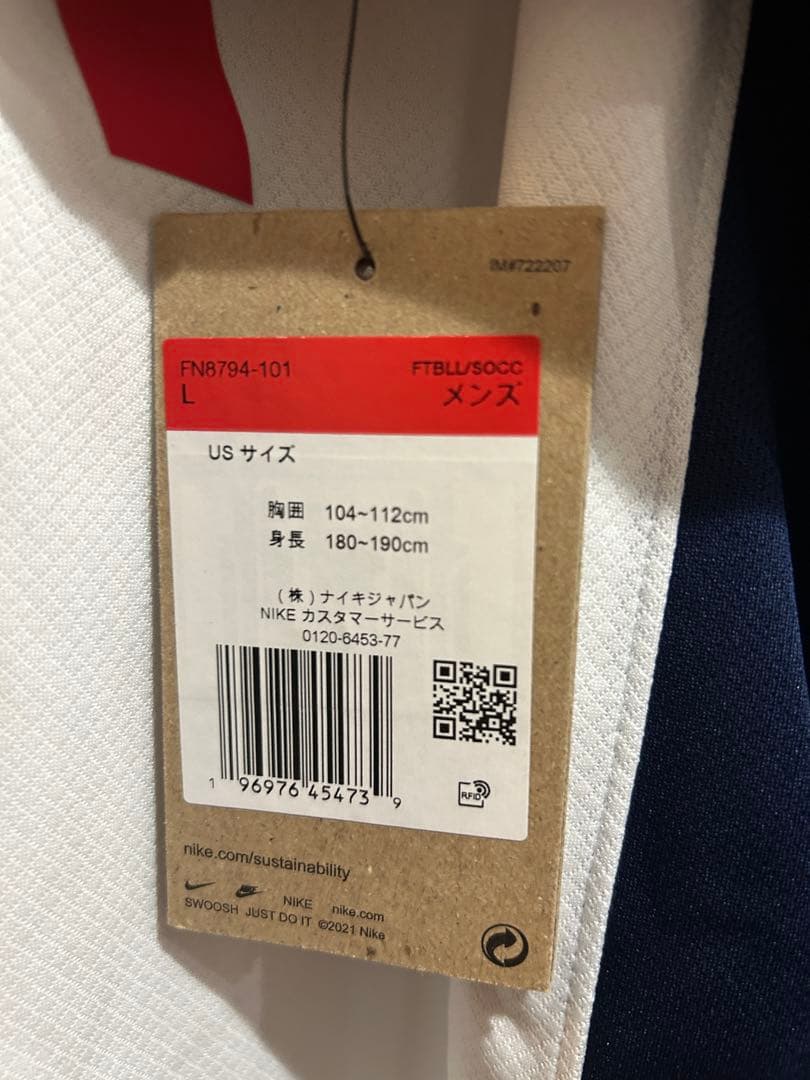 IM#722207
FN8794-101 FTBLL/SOCC
L メンズ
US サイズ
胸囲 104~112cm
身長 180~190cm
(株)ナイキジャパン
NIKE カスタマーサービス
0120-6453-77
1 96976 45473 9
RFID
nike.com/sustainability
NIKE nike.com
SWOOSH JUST DO IT ©2021 Nike